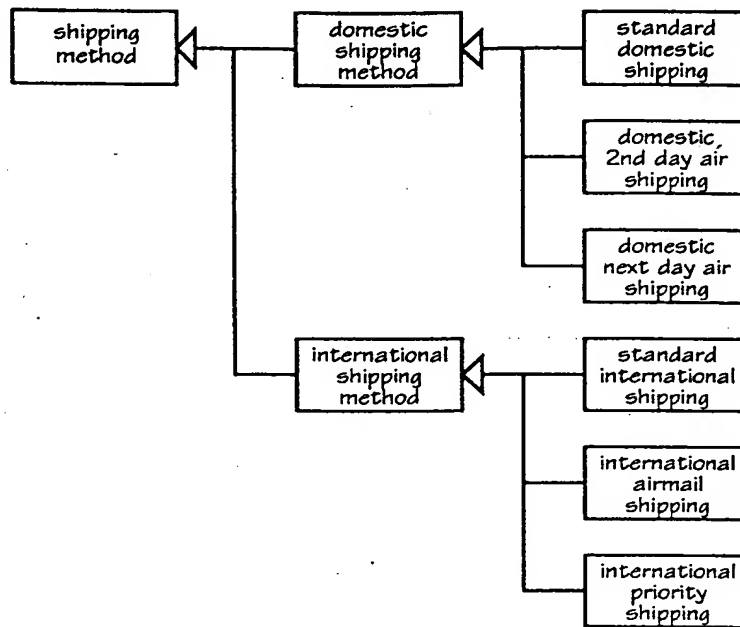 shipping
method
domestic
shipping
method
standard
domestic
shipping
domestic
2nd day air
shipping
domestic
next day air
shipping
international
shipping
method
standard
international
shipping
international
airmail
shipping
international
priority
shipping